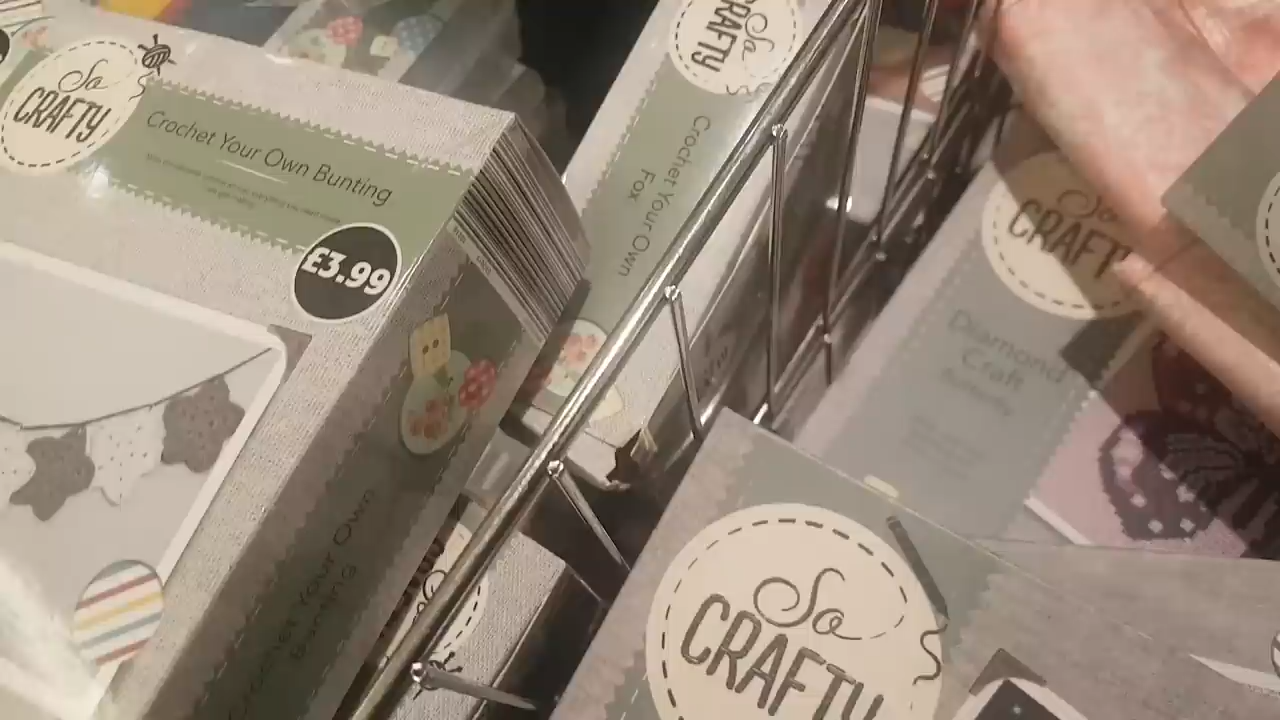 So
CRAFTY
Crochet Your Own Bunting
£3.99
Crochet Your Own
Bunting
So
CRAFTY
Crochet Your Own
Fox
So
CRAFTY
Diamond
Craft
So
CRAFTY